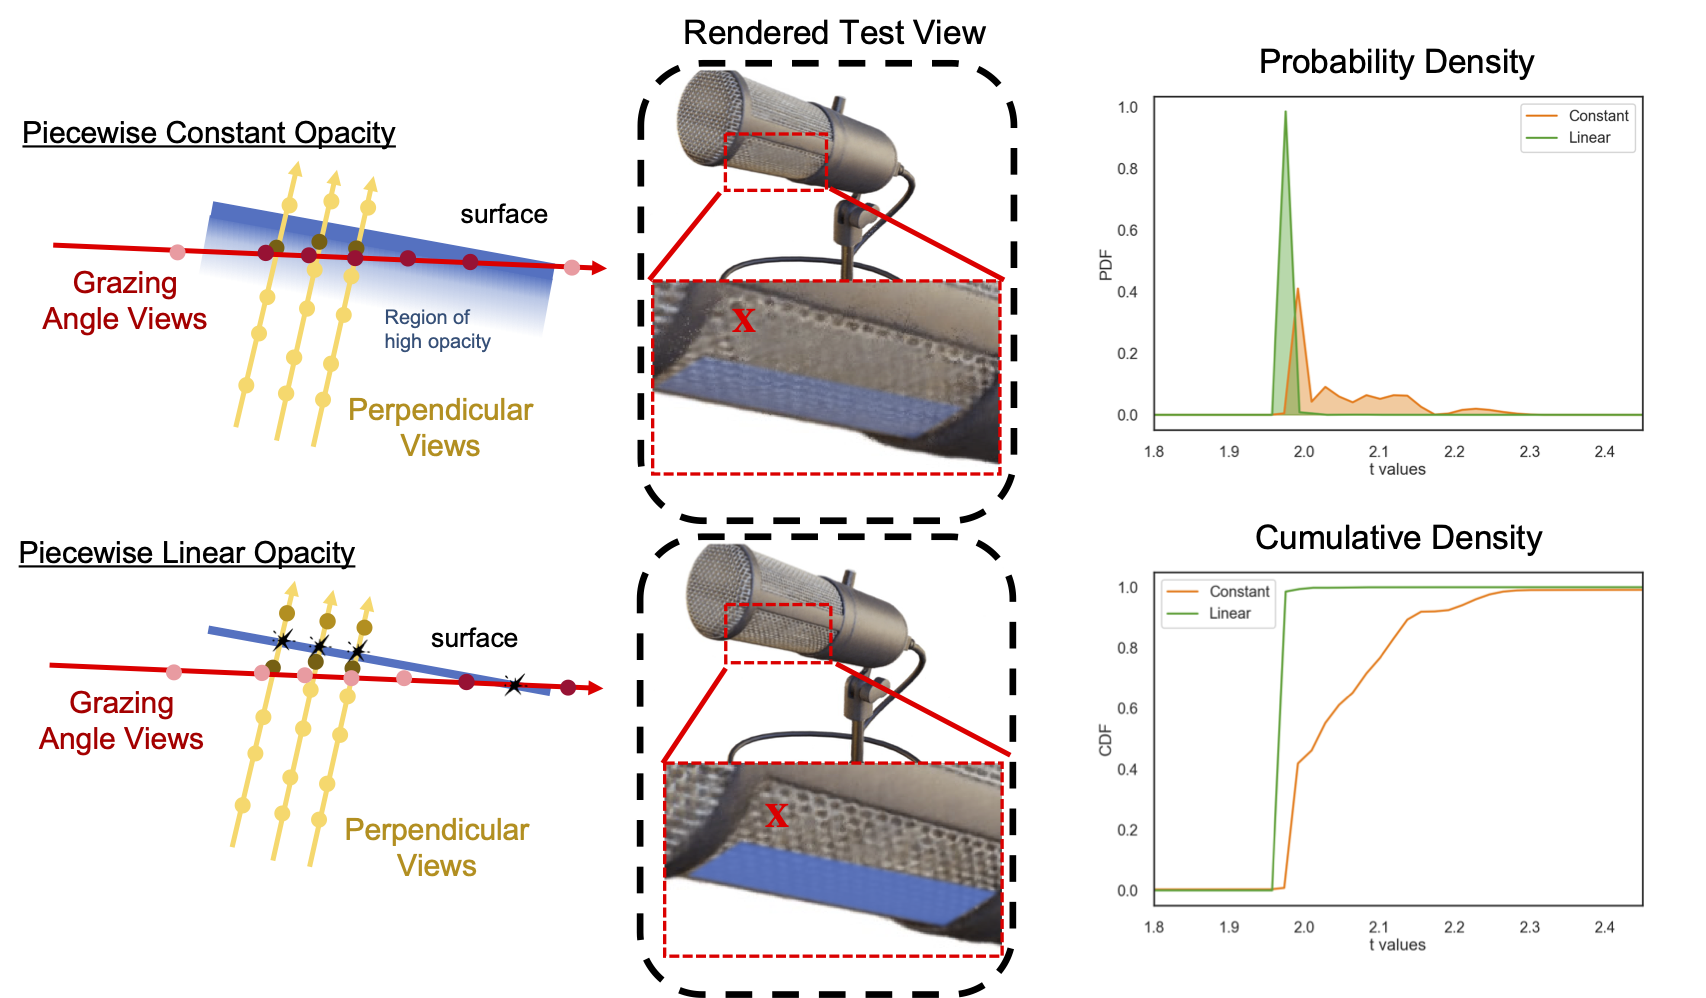 Rendered Test View
Piecewise Constant Opacity
surface
Grazing
Angle Views
Region of
high opacity
Perpendicular
Views
X
Probability Density
1.0
0.8
0.6
0.4
0.2
0.0
PDF
Constant
Linear
1.8 1.9 2.0 2.1 2.2 2.3 2.4
t values
Piecewise Linear Opacity
surface
Grazing
Angle Views
Perpendicular
Views
X
Cumulative Density
1.0
0.8
0.6
0.4
0.2
0.0
CDF
Constant
Linear
1.8 1.9 2.0 2.1 2.2 2.3 2.4
t values